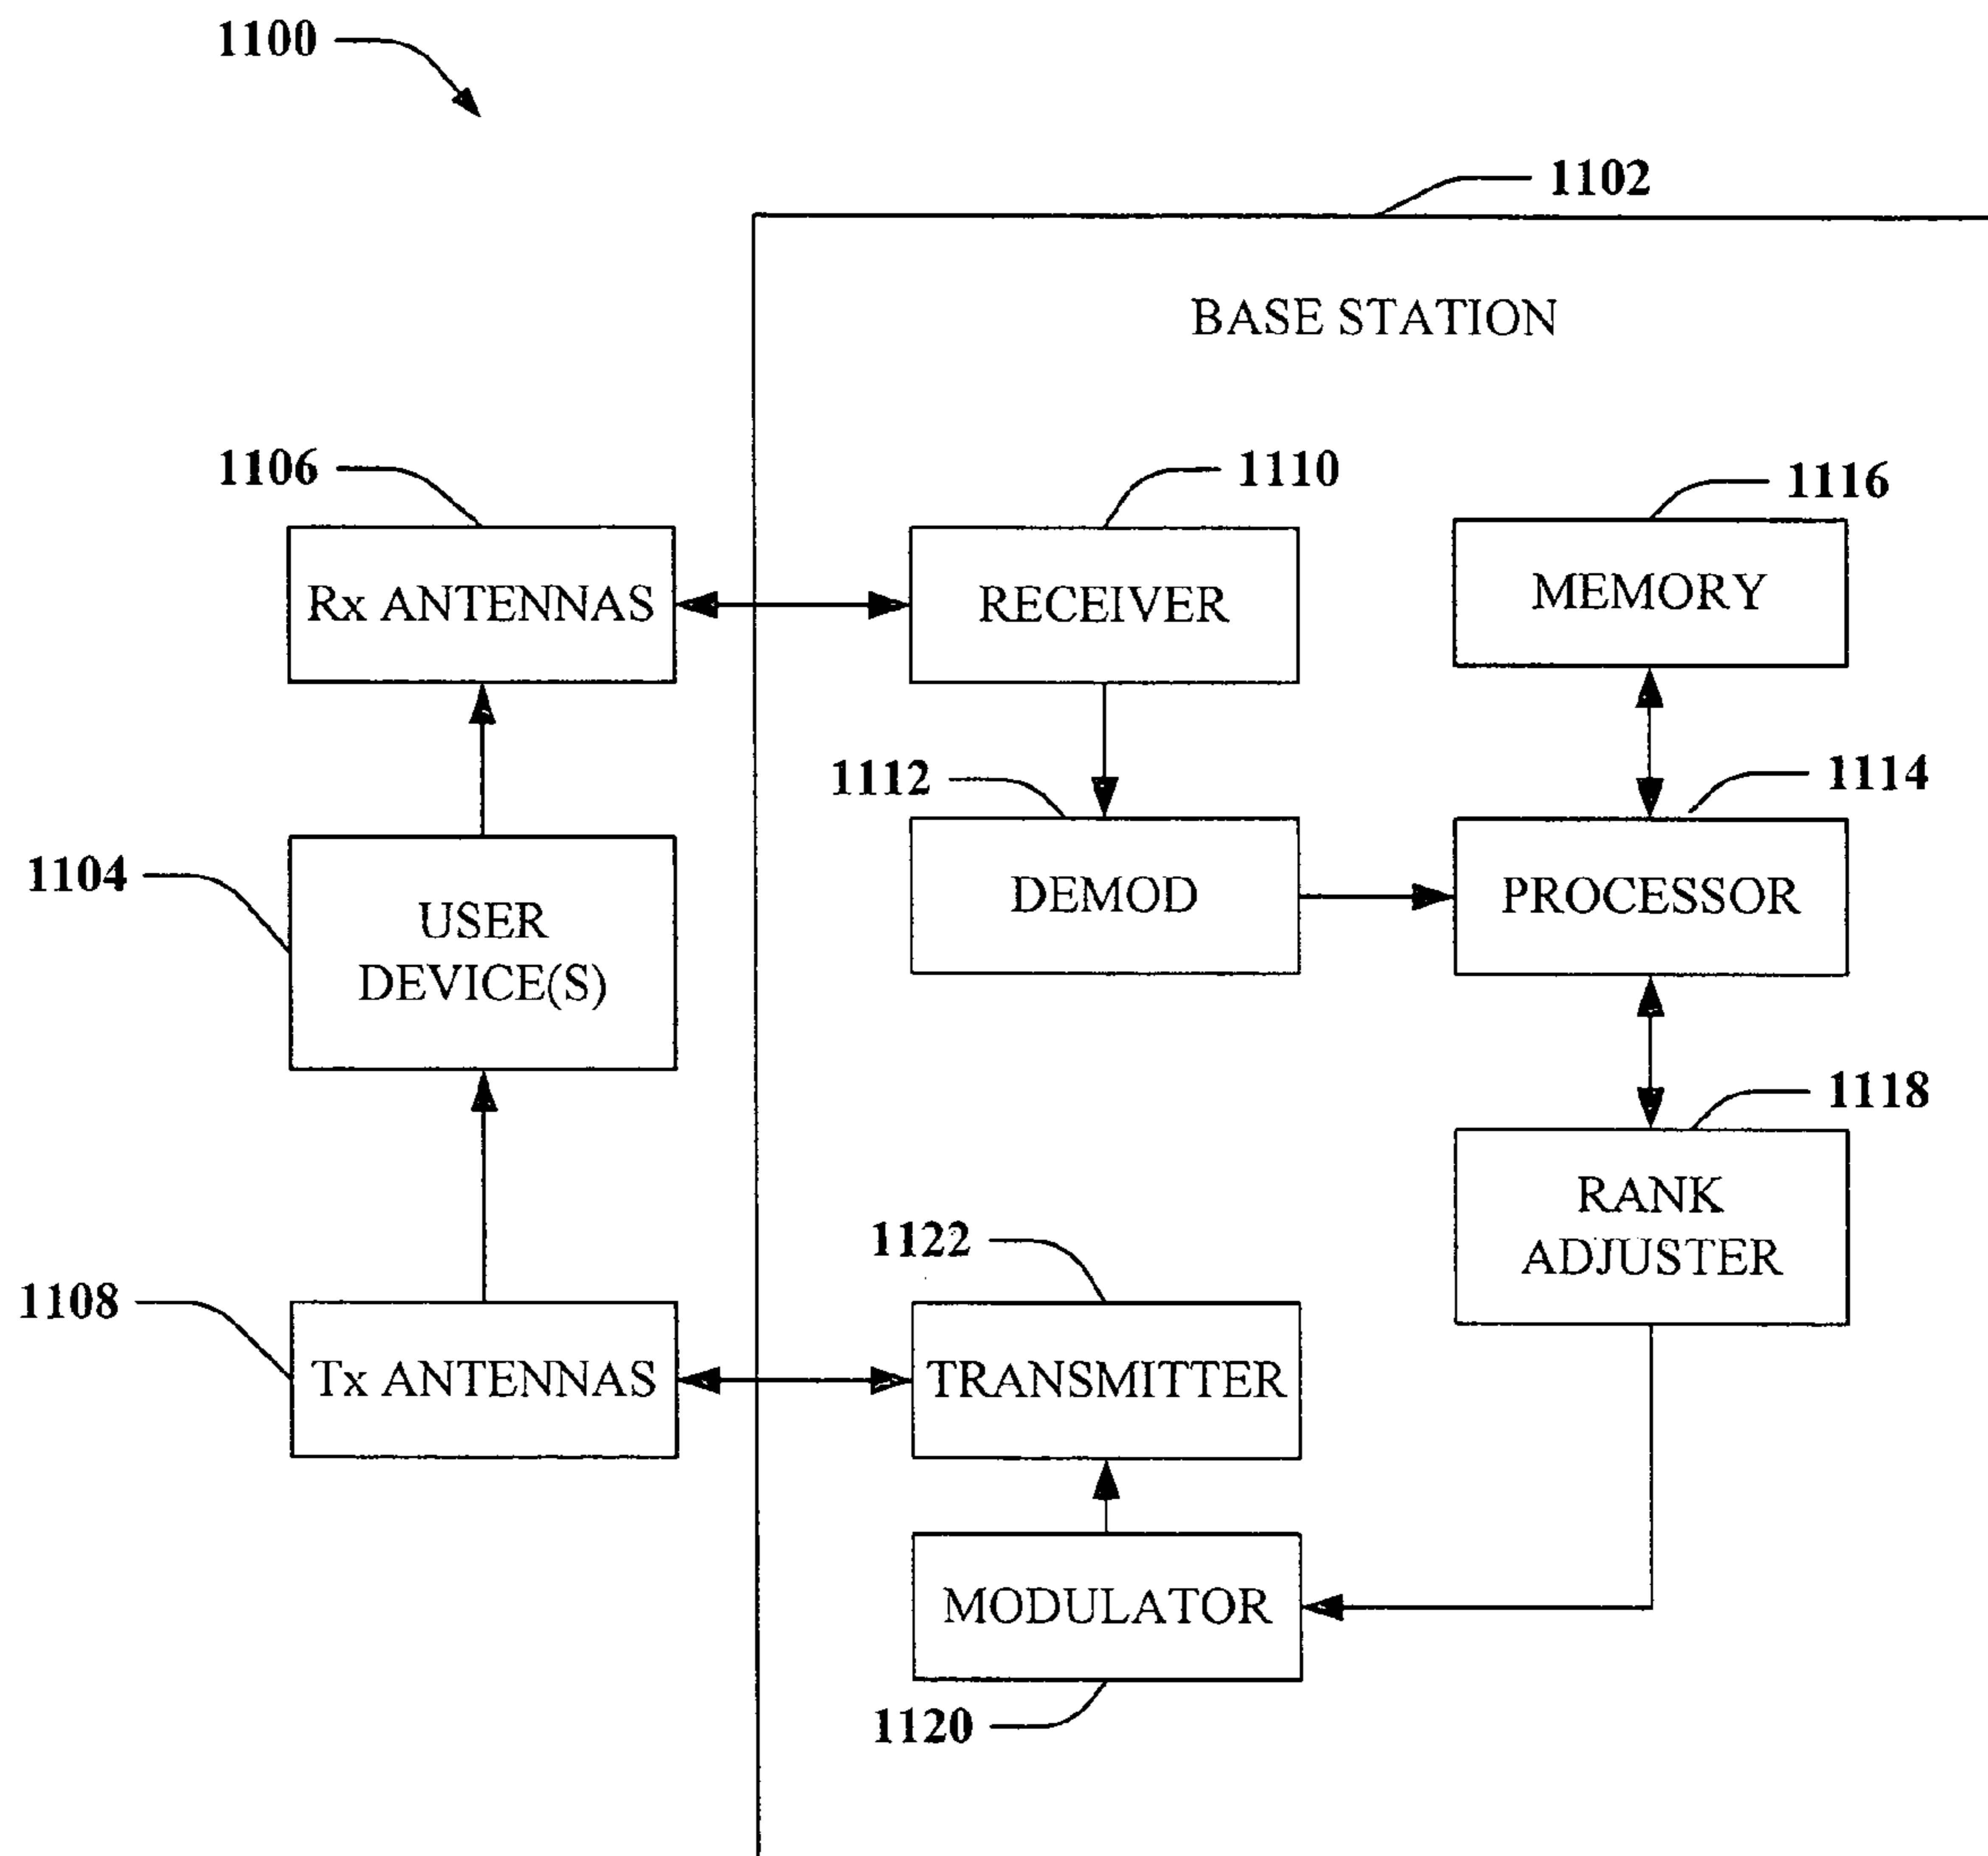 1100
1102
BASE STATION
1106
1110
1116
Rx ANTENNAS
RECEIVER
MEMORY
1112
1114
1104
USER
DEVICE(S)
DEMOD
PROCESSOR
1118
1122
RANK
ADJUSTER
1108
Tx ANTENNAS
TRANSMITTER
MODULATOR
1120